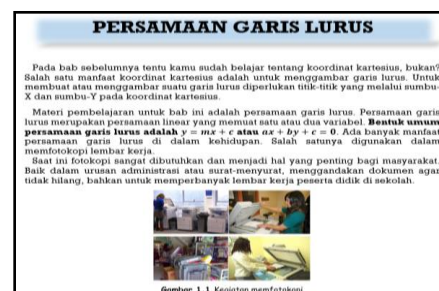 PERSAMAAN GARIS LURUS
Pada bab sebelumnya tentu kamu sudah belajar tentang koordinat kartesius, bukan?
Salah satu manfaat koordinat kartesius adalah untuk menggambar garis lurus. Untuk
membuat atau menggambar suatu garis lurus diperlukan titik-titik yang melalui sumbu-
X dan sumbu-Y pada koordinat kartesius.
Materi pembelajaran untuk bab ini adalah persamaan garis lurus. Persamaan garis
lurus merupakan persamaan linear yang memuat satu atau dua variabel. Bentuk umum
persamaan garis lurus adalah y = mx + c atau ax + by + c = 0. Ada banyak manfaat
persamaan garis lurus di dalam kehidupan. Salah satunya digunakan dalam
memfotokopi lembar kerja.
Saat ini fotokopi sangat dibutuhkan dan menjadi hal yang penting bagi masyarakat.
Baik dalam urusan administrasi atau surat-menyurat, menggandakan dokumen agar
tidak hilang, bahkan untuk memperbanyak lembar kerja peserta didik di sekolah.
Gambar 1.1 Kegiatan memfotokopi